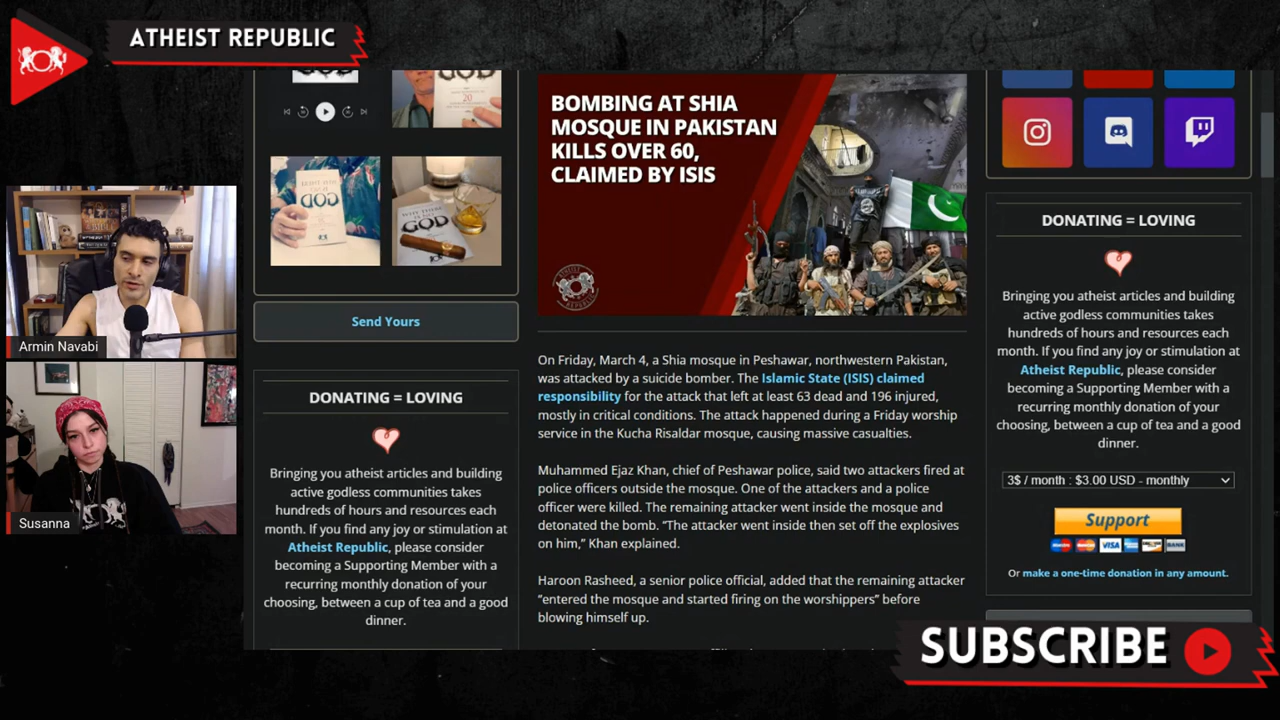 ATHEIST REPUBLIC
GOD
WHY THERE IS NO
GOD
Send Yours
DONATING = LOVING
Bringing you atheist articles and building
active godless communities takes
hundreds of hours and resources each
month. If you find any joy or stimulation at
Atheist Republic, please consider
becoming a Supporting Member with a
recurring monthly donation of your
choosing, between a cup of tea and a good
dinner.
BOMBING AT SHIA
MOSQUE IN PAKISTAN
KILLS OVER 60,
CLAIMED BY ISIS
On Friday, March 4, a Shia mosque in Peshawar, northwestern Pakistan,
was attacked by a suicide bomber. The Islamic State (ISIS) claimed
responsibility for the attack that left at least 63 dead and 196 injured,
mostly in critical conditions. The attack happened during a Friday worship
service in the Kucha Risaldar mosque, causing massive casualties.
Muhammed Ejaz Khan, chief of Peshawar police, said two attackers fired at
police officers outside the mosque. One of the attackers and a police
officer were killed. The remaining attacker went inside the mosque and
detonated the bomb. “The attacker went inside then set off the explosives
on him,” Khan explained.
Haroon Rasheed, a senior police official, added that the remaining attacker
“entered the mosque and started firing on the worshippers” before
blowing himself up.
DONATING = LOVING
Bringing you atheist articles and building
active godless communities takes
hundreds of hours and resources each
month. If you find any joy or stimulation at
Atheist Republic, please consider
becoming a Supporting Member with a
recurring monthly donation of your
choosing, between a cup of tea and a good
dinner.
3$ / month : $3.00 USD - monthly
Support
VISA
BANK
Or make a one-time donation in any amount.
Armin Navabi
Susanna
SUBSCRIBE